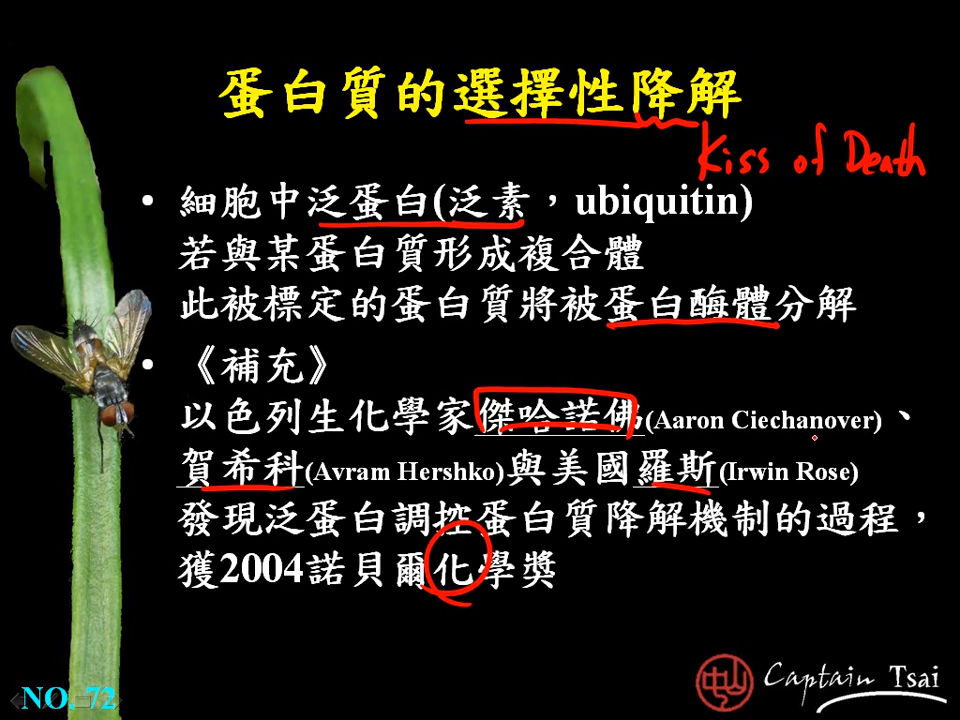 蛋白質的選擇性降解
Kiss of Death
• 細胞中泛蛋白(泛素，ubiquitin)
若與某蛋白質形成複合體
此被標定的蛋白質將被蛋白酶體分解
• 《補充》
以色列生化學家傑哈諾佛(Aaron Ciechanover)、
賀希科(Avram Hershko)與美國羅斯(Irwin Rose)
發現泛蛋白調控蛋白質降解機制的過程，
獲2004諾貝爾化學獎
NO. 72
Captain Tsai